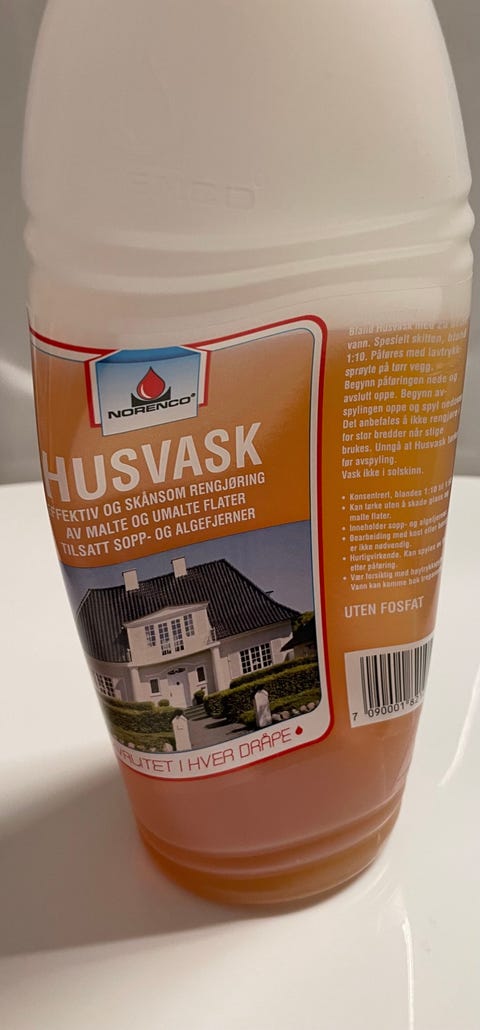 NORENCO®
HUSVASK
EFFEKTIV OG SKÅNSOM RENGJØRING
AV MALTE OG UMALTE FLATER
TILSATT SOPP- OG ALGEFJERNER
KVALITET I HVER DRÅPE
Bland Husvask med 20
vann. Spesielt skitten,
1:10. Påføres med lavtrykk-
sprøyte på tørr vegg.
Begynn påføringen nede og
avslutt oppe. Begynn av-
spylingen oppe og spyl
Det anbefales å ikke
for stor bredder når stige
brukes. Unngå at Husvask
før avspyling.
Vask ikke i solskinn.
• Konsentrert, blandes 1:10
• Kan tørke uten å skade glass
malte flater.
• Inneholder sopp- og
• Bearbeiding med kost eller
er ikke nødvendig.
• Hurtigvirkende. Kan spyles
etter påføring.
• Vær forsiktig med
Vann kan komme bak
UTEN FOSFAT
7 090001